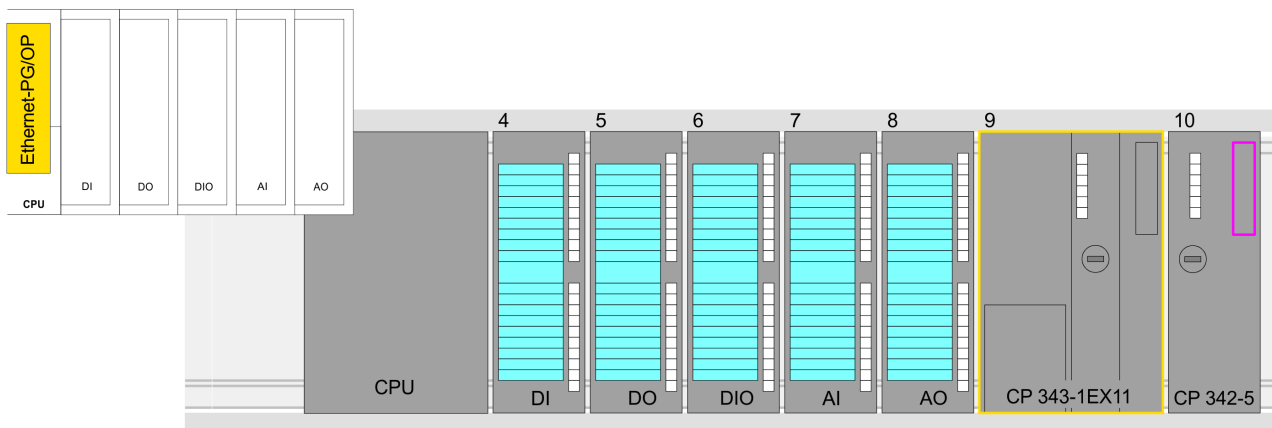 Ethernet-PG/OP
CPU
DI
DO
DIO
AI
AO
4
5
6
7
8
9
10
CPU
DI
DO
DIO
AI
AO
CP 343-1EX11
CP 342-5